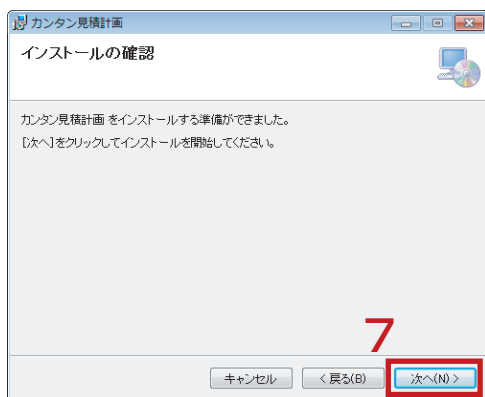 カンタン見積計画
インストールの確認
カンタン見積計画 をインストールする準備ができました。
[次へ]をクリックしてインストールを開始してください。
7
キャンセル
< 戻る(B)
次へ(N) >